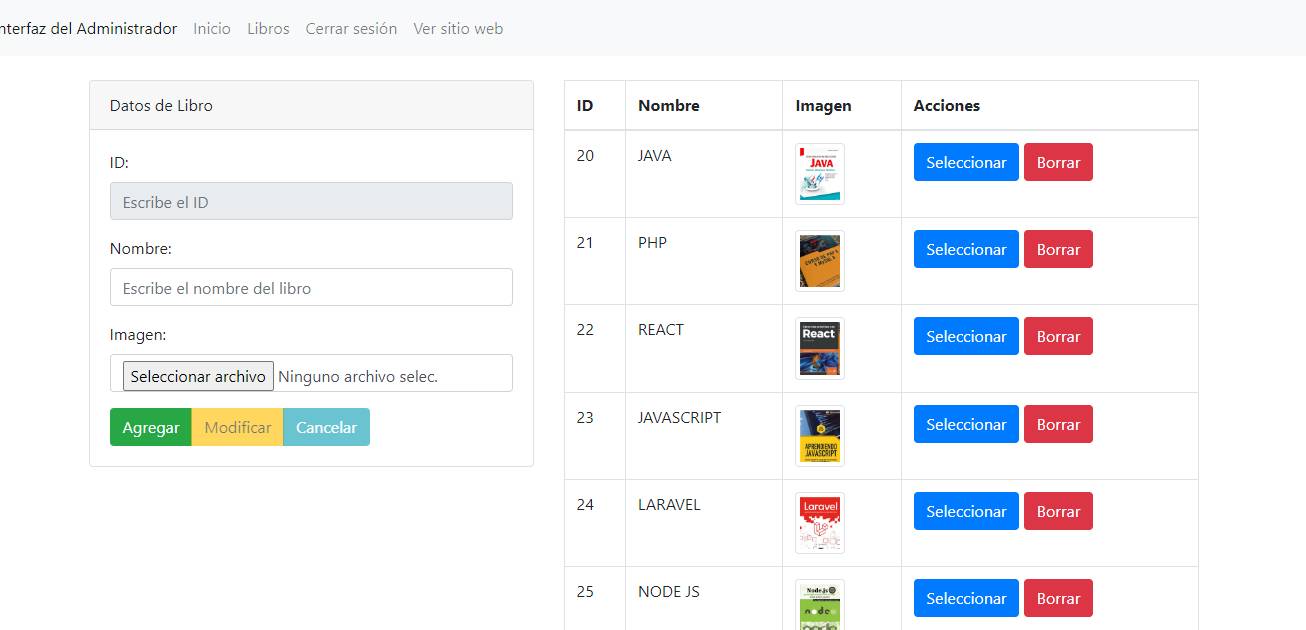 nterfaz del Administrador Inicio Libros Cerrar sesión Ver sitio web
Datos de Libro
ID:
Escribe el ID
Nombre:
Escribe el nombre del libro
Imagen:
Seleccionar archivo Ninguno archivo selec.
Agregar Modificar Cancelar
ID Nombre Imagen Acciones
20 JAVA JAVA Seleccionar Borrar
21 PHP Seleccionar Borrar
22 REACT React Seleccionar Borrar
23 JAVASCRIPT Seleccionar Borrar
APRENDIENDO
JAVASCRIPT
24 LARAVEL Laravel Seleccionar Borrar
25 NODE JS Node.js Seleccionar Borrar
node